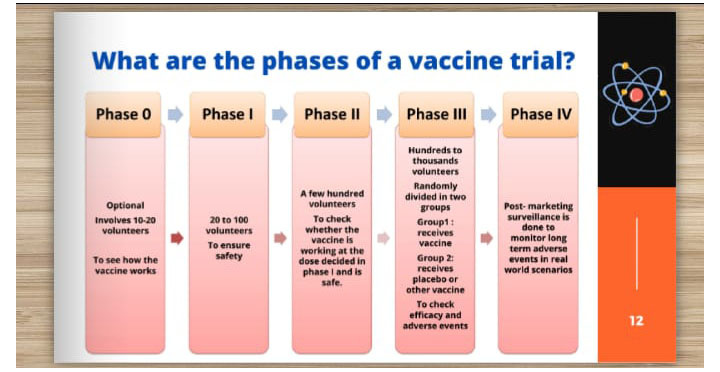 What are the phases of a vaccine trial?
Phase 0
Phase I
Phase II
Phase III
Phase IV
Optional
Involves 10-20
volunteers
To see how the
vaccine works
20 to 100
volunteers
To ensure
safety
A few hundred
volunteers
To check
whether the
vaccine is
working at the
dose decided in
phase I and is
safe.
Hundreds to
thousands
volunteers
Randomly
divided in two
groups
Group1 :
receives
vaccine
Group 2:
receives
placebo or
other vaccine
To check
efficacy and
adverse events
Post- marketing
surveillance is
done to
monitor long
term adverse
events in real
world scenarios
12